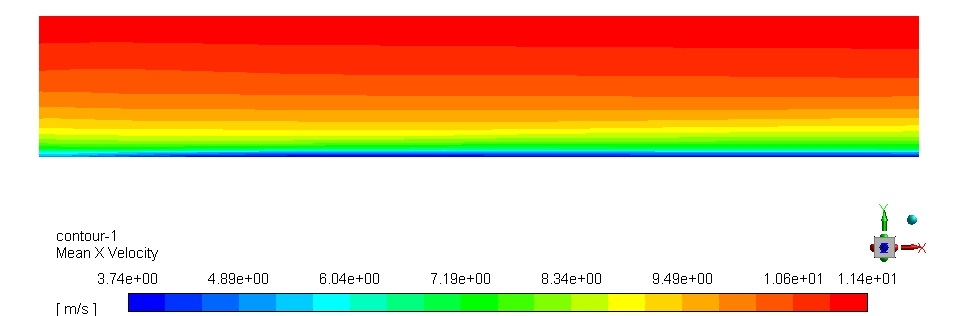 Y
X
contour-1
Mean X Velocity
3.74e+00 4.89e+00 6.04e+00 7.19e+00 8.34e+00 9.49e+00 1.06e+01 1.14e+01
[ m/s ]